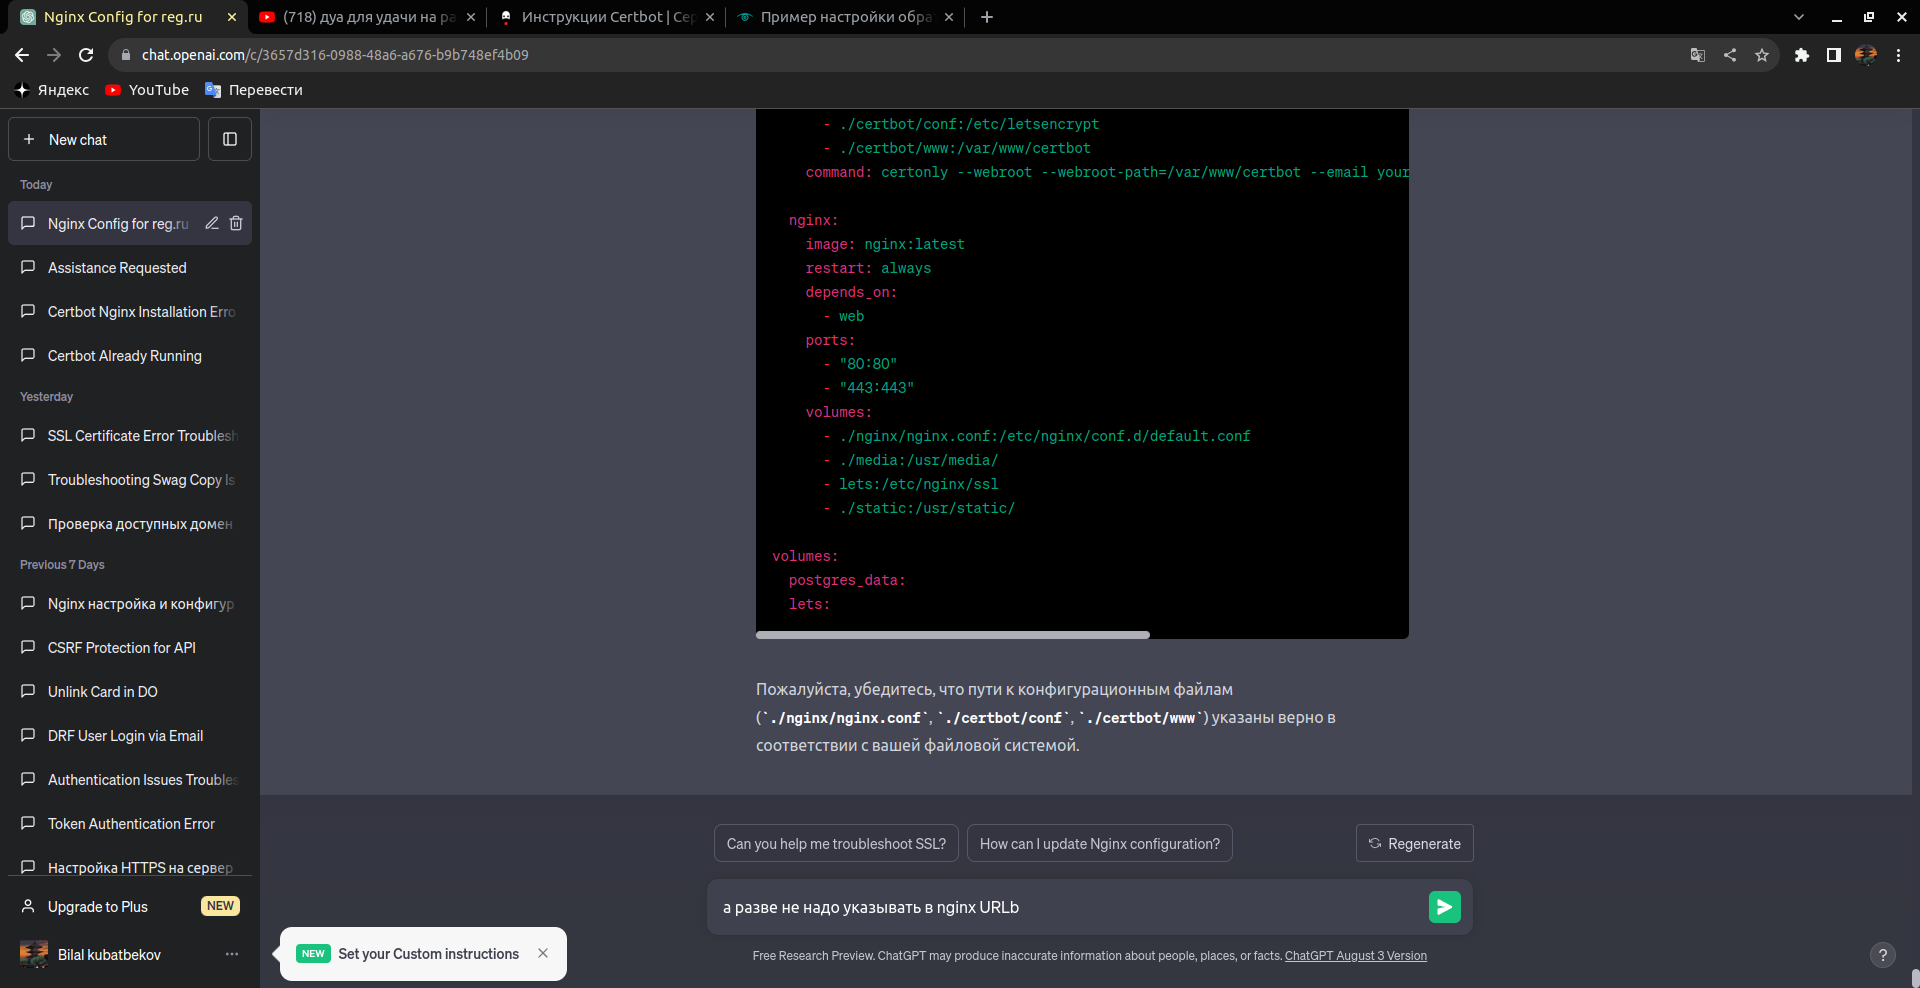 Nginx Config for reg.ru
(718) дуа для удачи на ра
Инструкции Certbot | Сер
Пример настройки обра
chat.openai.com/c/3657d316-0988-48a6-a676-b9b748ef4b09
Яндекс
YouTube
Перевести
New chat
Today
Nginx Config for reg.ru
Assistance Requested
Certbot Nginx Installation Erro
Certbot Already Running
Yesterday
SSL Certificate Error Troublesh
Troubleshooting Swag Copy Is
Проверка доступных домен
Previous 7 Days
Nginx настройка и конфигур
CSRF Protection for API
Unlink Card in DO
DRF User Login via Email
Authentication Issues Troubles
Token Authentication Error
Настройка HTTPS на сервер
Upgrade to Plus
NEW
Bilal kubatbekov
- ./certbot/conf:/etc/letsencrypt
- ./certbot/www:/var/www/certbot
command: certonly --webroot --webroot-path=/var/www/certbot --email your
nginx:
image: nginx:latest
restart: always
depends_on:
- web
ports:
- "80:80"
- "443:443"
volumes:
- ./nginx/nginx.conf:/etc/nginx/conf.d/default.conf
- ./media:/usr/media/
- lets:/etc/nginx/ssl
- ./static:/usr/static/
volumes:
postgres_data:
lets:
Пожалуйста, убедитесь, что пути к конфигурационным файлам
(`./nginx/nginx.conf`, `./certbot/conf`, `./certbot/www`) указаны верно в
соответствии с вашей файловой системой.
Can you help me troubleshoot SSL?
How can I update Nginx configuration?
Regenerate
а разве не надо указывать в nginx URLb
NEW Set your Custom instructions
Free Research Preview. ChatGPT may produce inaccurate information about people, places, or facts. ChatGPT August 3 Version
?